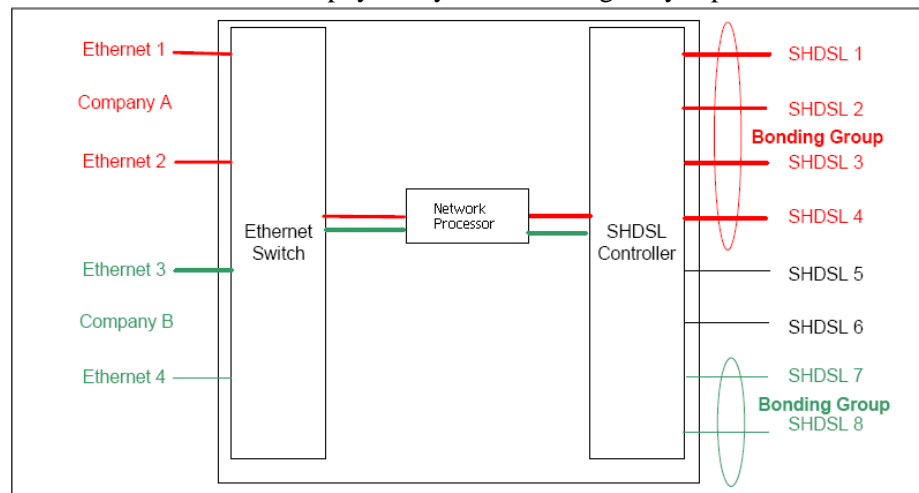 Ethernet 1
Company A
Ethernet 2
Ethernet 3
Company B
Ethernet 4
Ethernet
Switch
Network
Processor
SHDSL
Controller
SHDSL 1
SHDSL 2
Bonding Group
SHDSL 3
SHDSL 4
SHDSL 5
SHDSL 6
SHDSL 7
Bonding Group
SHDSL 8